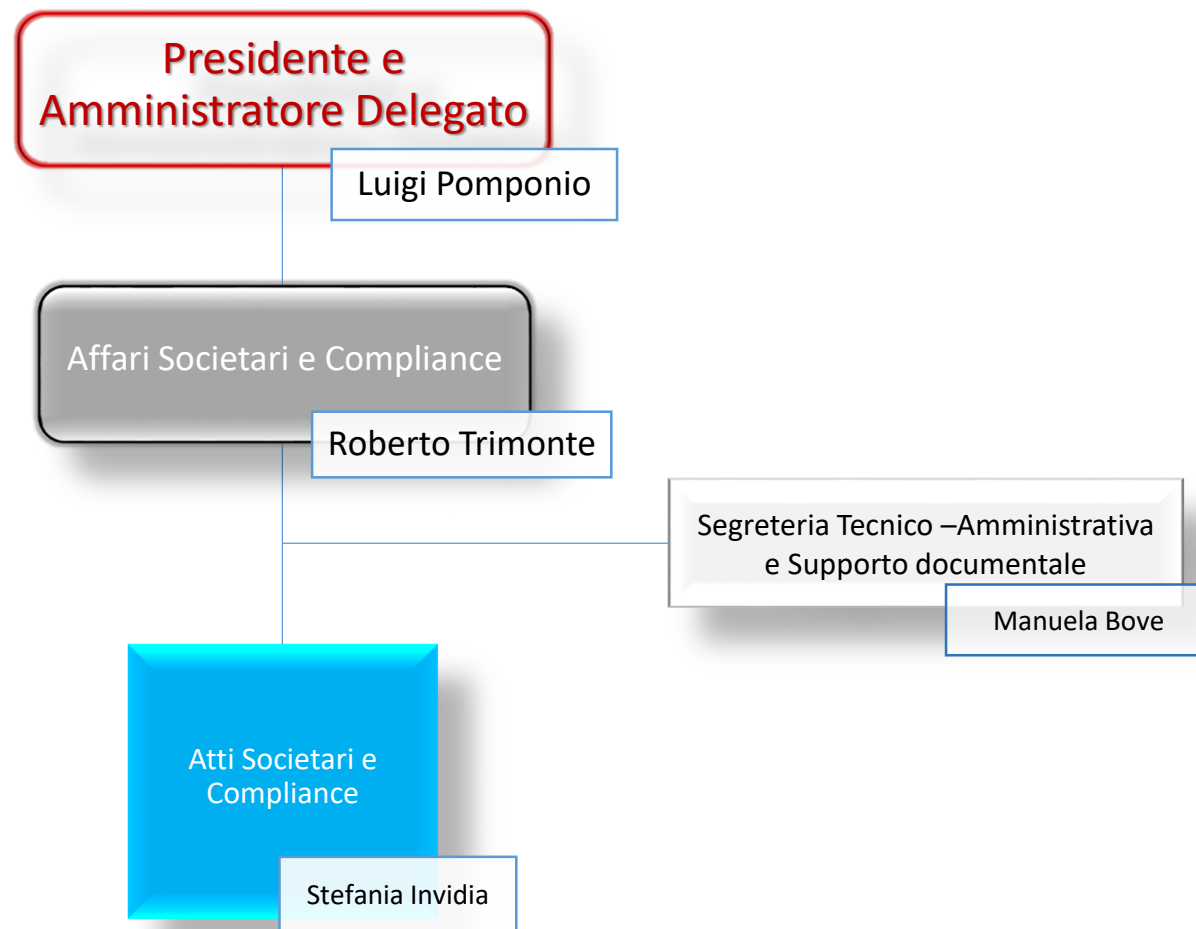 Presidente e
Amministratore Delegato
Luigi Pomponio
Affari Societari e Compliance
Roberto Trimonte
Segreteria Tecnico –Amministrativa
e Supporto documentale
Manuela Bove
Atti Societari e
Compliance
Stefania Invidia